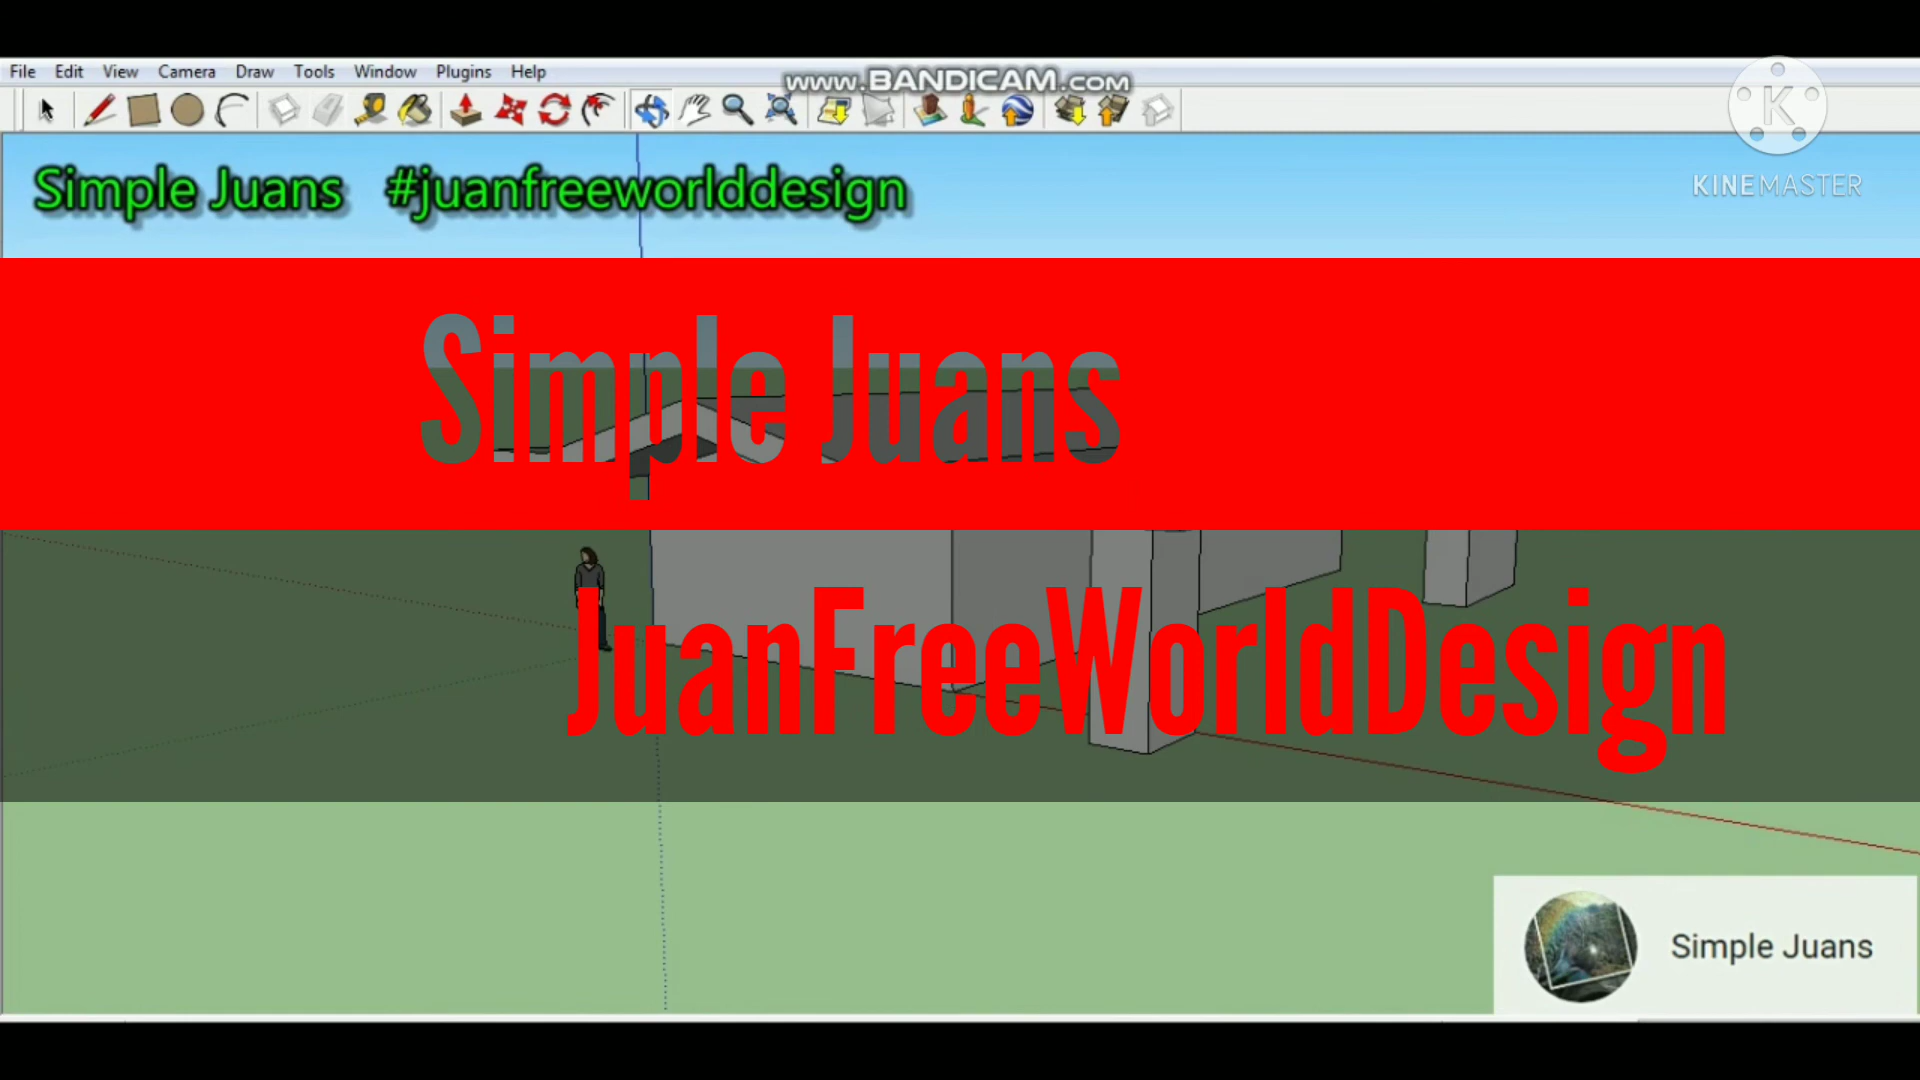 File Edit View Camera Draw Tools Window Plugins Help
www.BANDICAM.com
K
KINEMASTER
Simple Juans #juanfreeworlddesign
Simple Juans
JuanFreeWorldDesign
Simple Juans